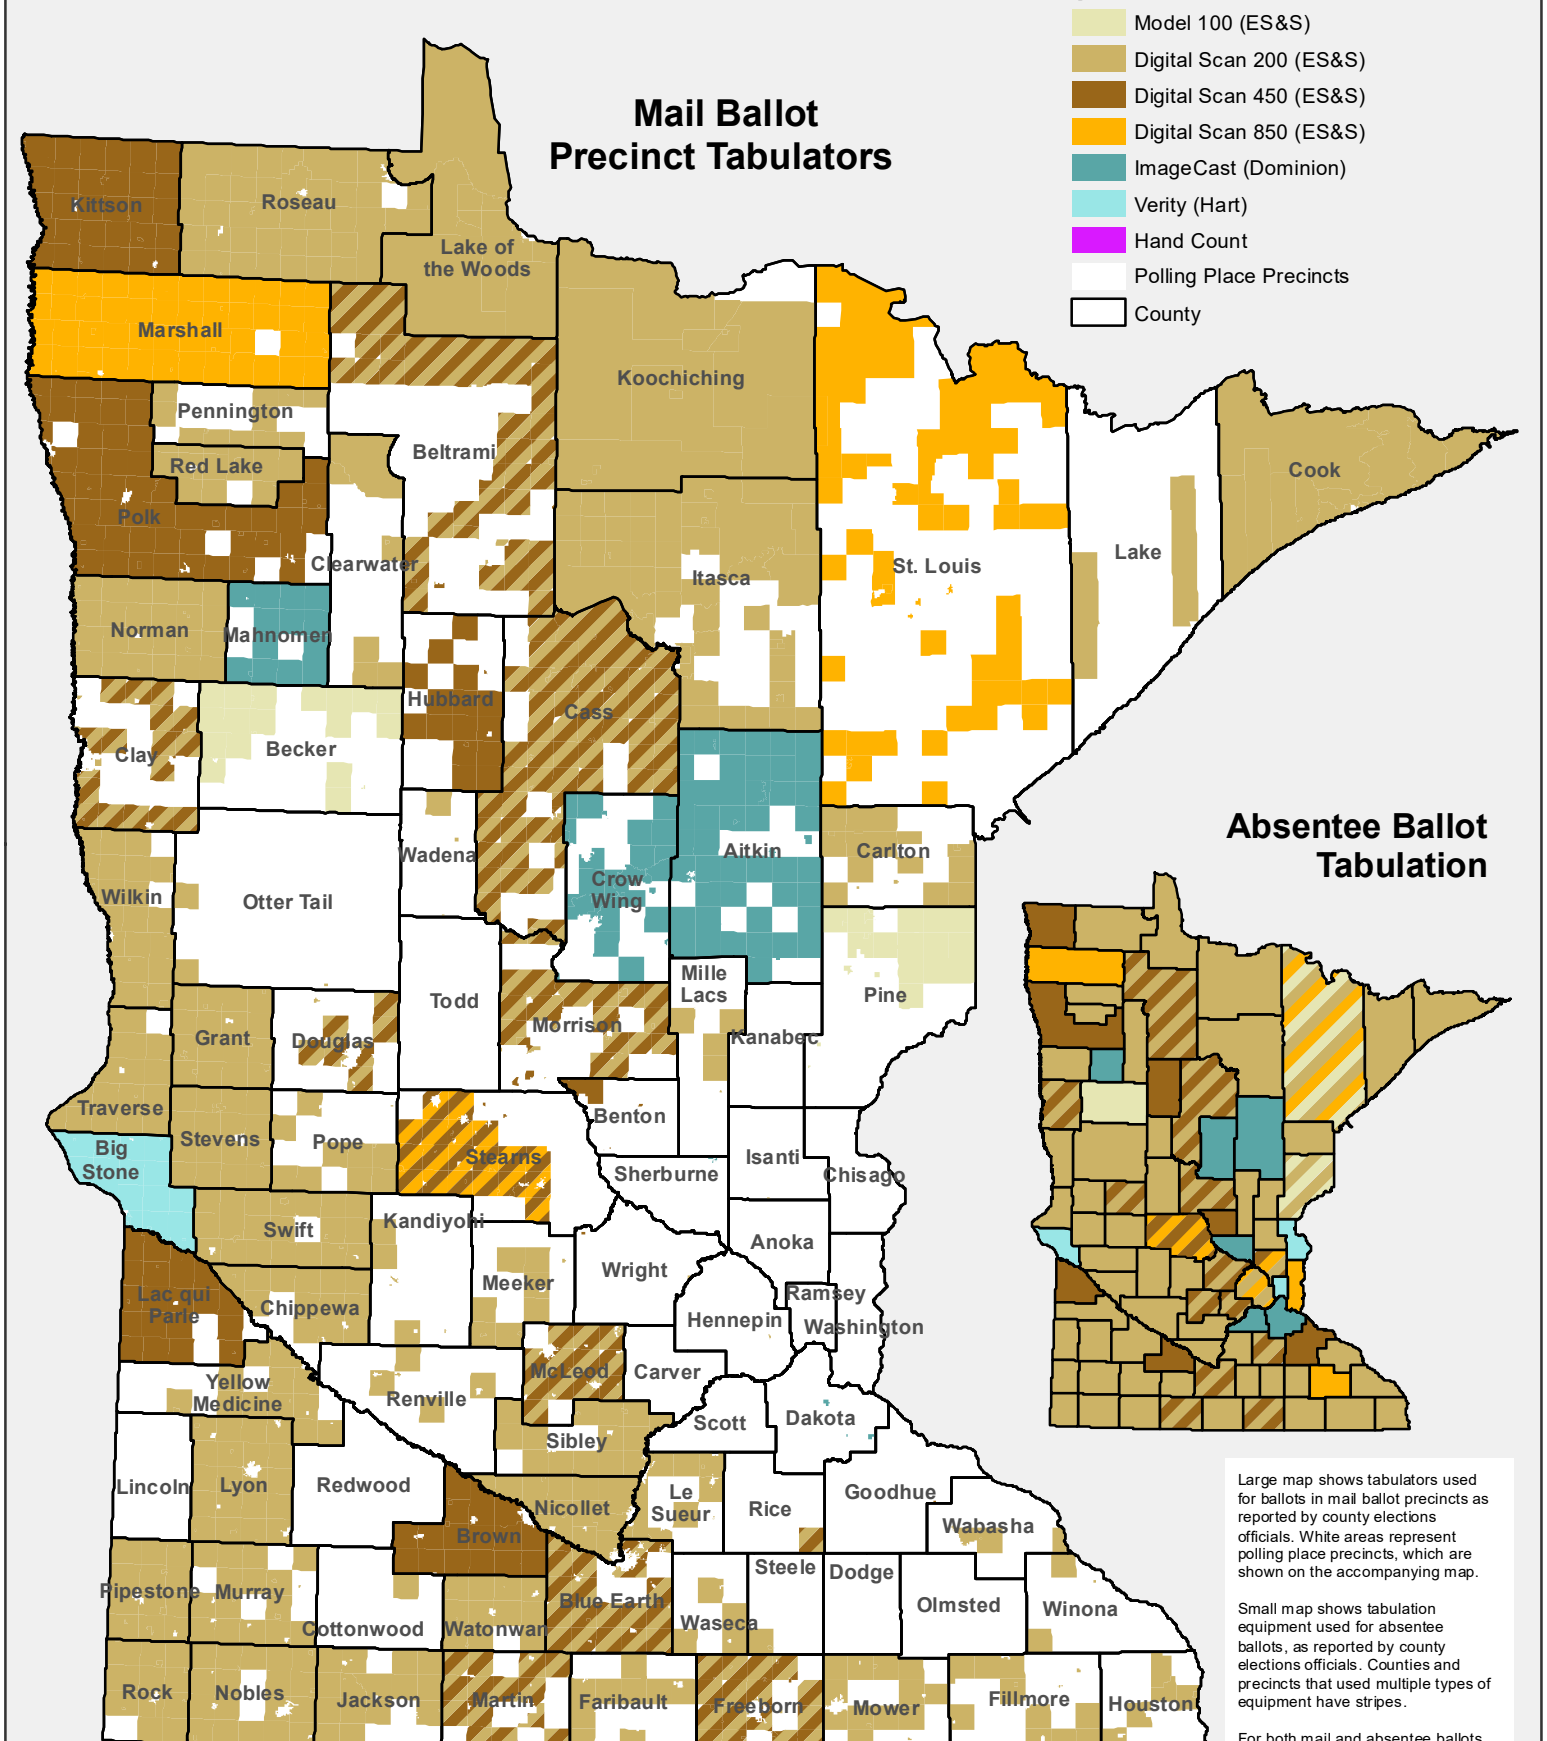 Model 100 (ES&S)
Digital Scan 200 (ES&S)
Digital Scan 450 (ES&S)
Digital Scan 850 (ES&S)
ImageCast (Dominion)
Verity (Hart)
Hand Count
Polling Place Precincts
County
Mail Ballot
Precinct Tabulators
Kittson
Roseau
Lake of
the Woods
Marshall
Koochiching
Pennington
Beltrami
Red Lake
Cook
Polk
Clearwater
Itasca
St. Louis
Lake
Norman
Mahnomen
Hubbard
Cass
Clay
Becker
Wadena
Crow
Wing
Aitkin
Carlton
Wilkin
Otter Tail
Todd
Mille
Lacs
Pine
Grant
Douglas
Morrison
Kanabec
Traverse
Stevens
Pope
Stearns
Benton
Big
Stone
Sherburne
Isanti
Chisago
Swift
Kandiyohi
Anoka
Meeker
Wright
Lac qui
Parle
Chippewa
Hennepin
Ramsey
Washington
McLeod
Carver
Yellow
Medicine
Renville
Scott
Dakota
Sibley
Lincoln
Lyon
Redwood
Nicollet
Le
Sueur
Rice
Goodhue
Wabasha
Brown
Pipestone
Murray
Cottonwood
Watonwan
Blue Earth
Waseca
Steele
Dodge
Olmsted
Winona
Rock
Nobles
Jackson
Martin
Faribault
Freeborn
Mower
Fillmore
Houston
Absentee Ballot
Tabulation
Large map shows tabulators used
for ballots in mail ballot precincts as
reported by county elections
officials. White areas represent
polling place precincts, which are
shown on the accompanying map.
Small map shows tabulation
equipment used for absentee
ballots, as reported by county
elections officials. Counties and
precincts that used multiple types of
equipment have stripes.
For both mail and absentee ballots